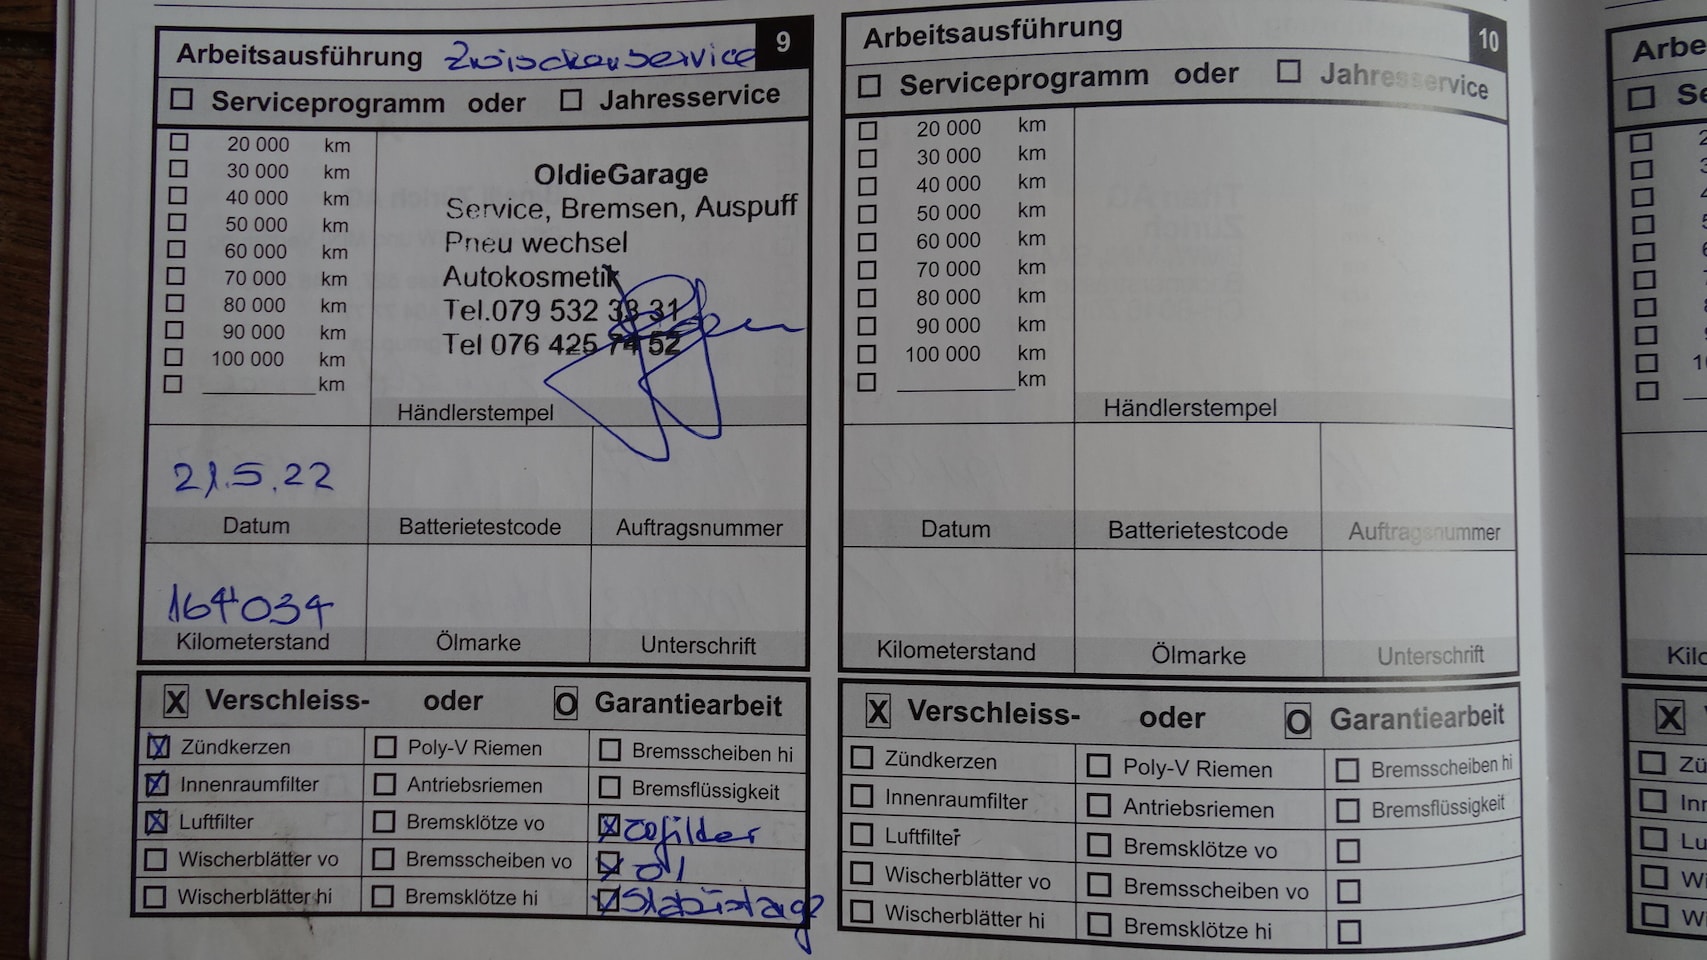 Arbeitsausführung Zwischenservice 9
Serviceprogramm oder Jahresservice
20 000 km
30 000 km
40 000 km
50 000 km
60 000 km
70 000 km
80 000 km
90 000 km
100 000 km
km
OldieGarage
Service, Bremsen, Auspuff
Pneu wechsel
Autokosmetik
Tel.079 532 33 31
Tel 076 425 74 52
Händlerstempel
21.5.22
Datum Batterietestcode Auftragsnummer
164034
Kilometerstand Ölmarke Unterschrift
X Verschleiss- oder O Garantiearbeit
X Zündkerzen Poly-V Riemen Bremsscheiben hi
X Innenraumfilter Antriebsriemen Bremsflüssigkeit
X Luftfilter Bremsklötze vo X
Wischerblätter vo Bremsscheiben vo X öl
Wischerblätter hi Bremsklötze hi X
Arbeitsausführung 10
Serviceprogramm oder Jahresservice
20 000 km
30 000 km
40 000 km
50 000 km
60 000 km
70 000 km
80 000 km
90 000 km
100 000 km
km
Händlerstempel
Datum Batterietestcode Auftragsnummer
Kilometerstand Ölmarke Unterschrift
X Verschleiss- oder O Garantiearbeit
Zündkerzen Poly-V Riemen Bremsscheiben hi
Innenraumfilter Antriebsriemen Bremsflüssigkeit
Luftfilter Bremsklötze vo
Wischerblätter vo Bremsscheiben vo
Wischerblätter hi Bremsklötze hi
Arbe
Se
Kilo
X
Zü
Inn
Lu
Wi
Wi